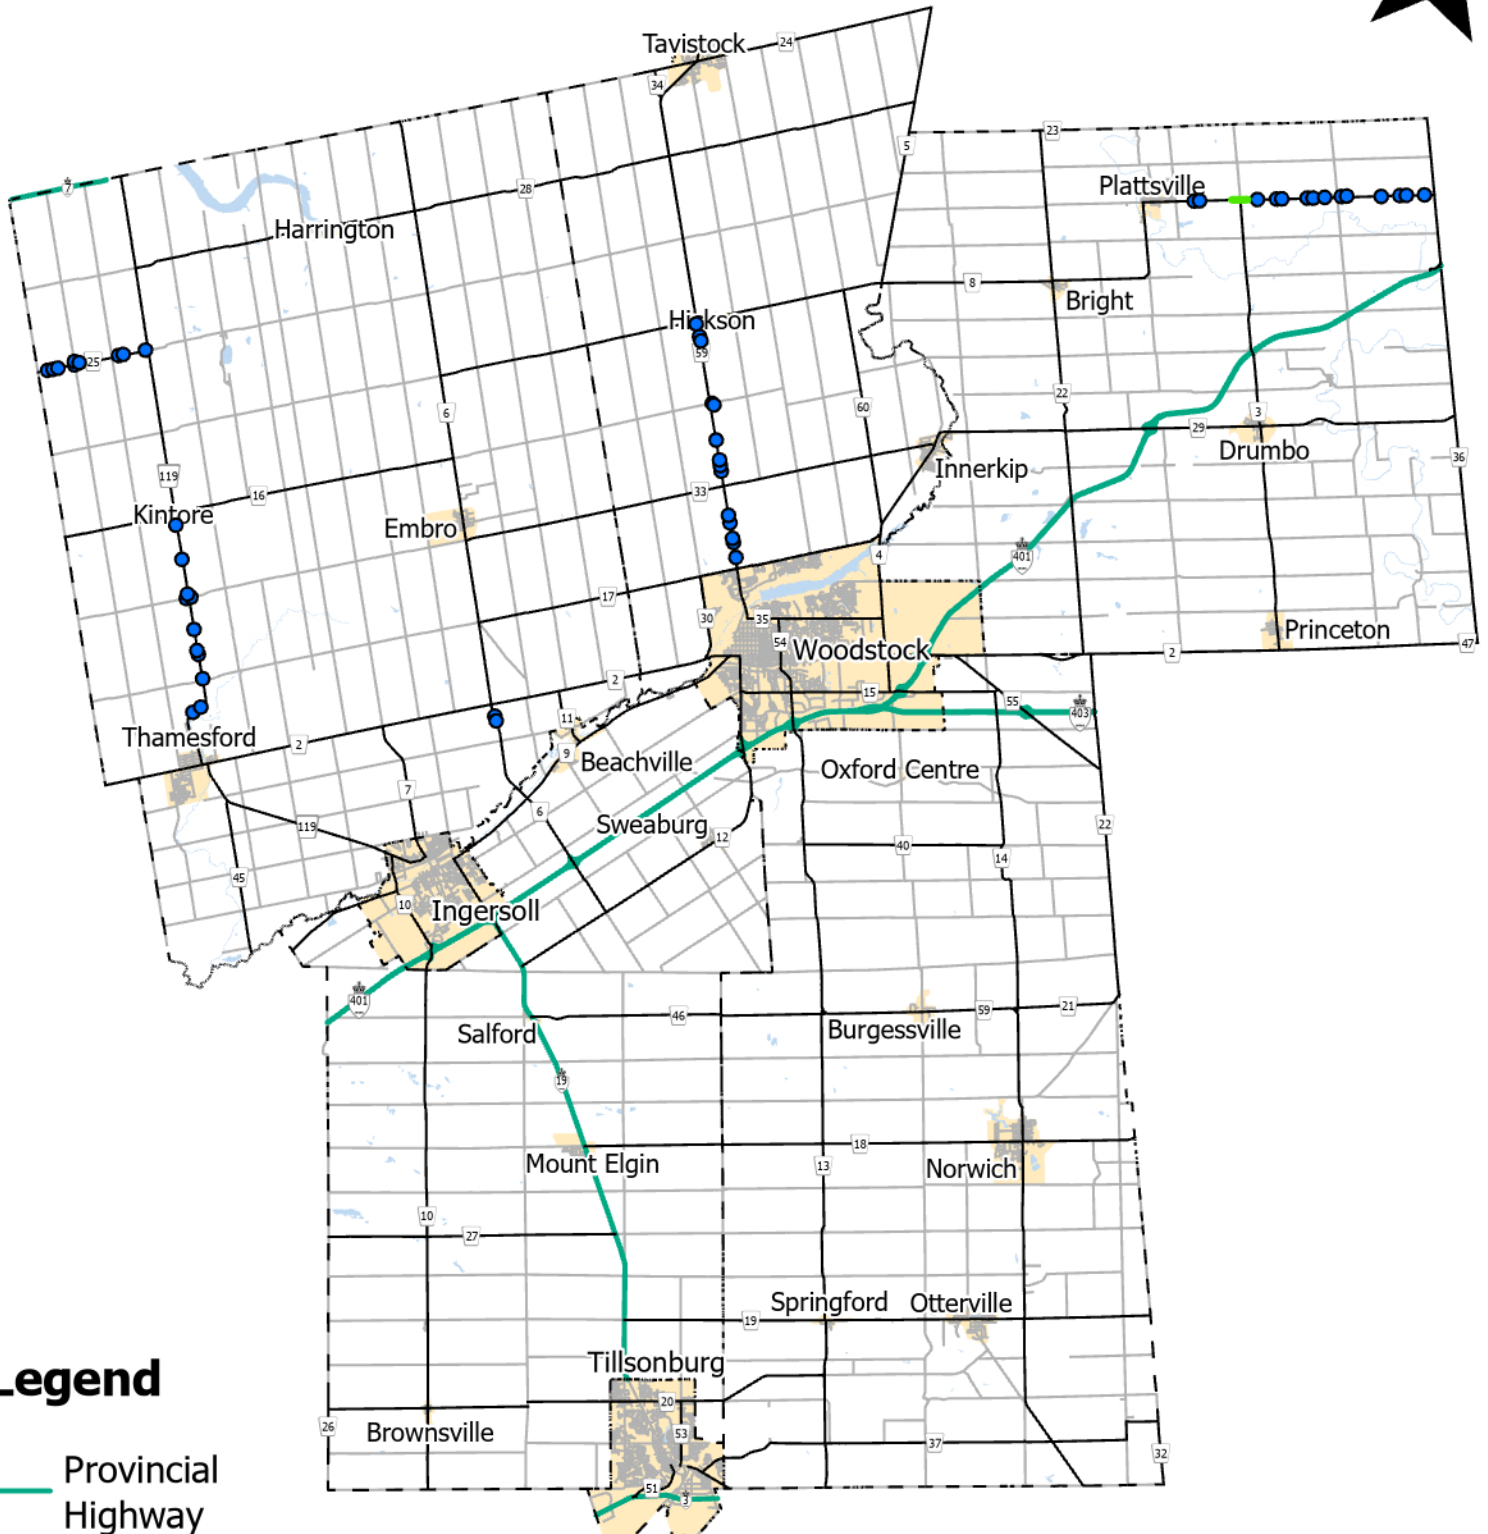 Tavistock
24
34
23
5
7
Plattsville
28
Harrington
8
Bright
Hickson
25
59
6
60
22
3
29
Drumbo
119
Innerkip
36
16
33
Kintore
Embro
4
401
17
30
35
54
Woodstock
Princeton
2
47
2
15
55
403
11
Thamesford
2
9
Beachville
Oxford Centre
7
6
119
Sweaburg
12
22
40
14
45
10
Ingersoll
401
46
59
21
Salford
Burgessville
19
18
Mount Elgin
13
Norwich
10
27
Springford
Otterville
19
Tillsonburg
Legend
20
26
Brownsville
53
37
32
Provincial
51
3
Highway